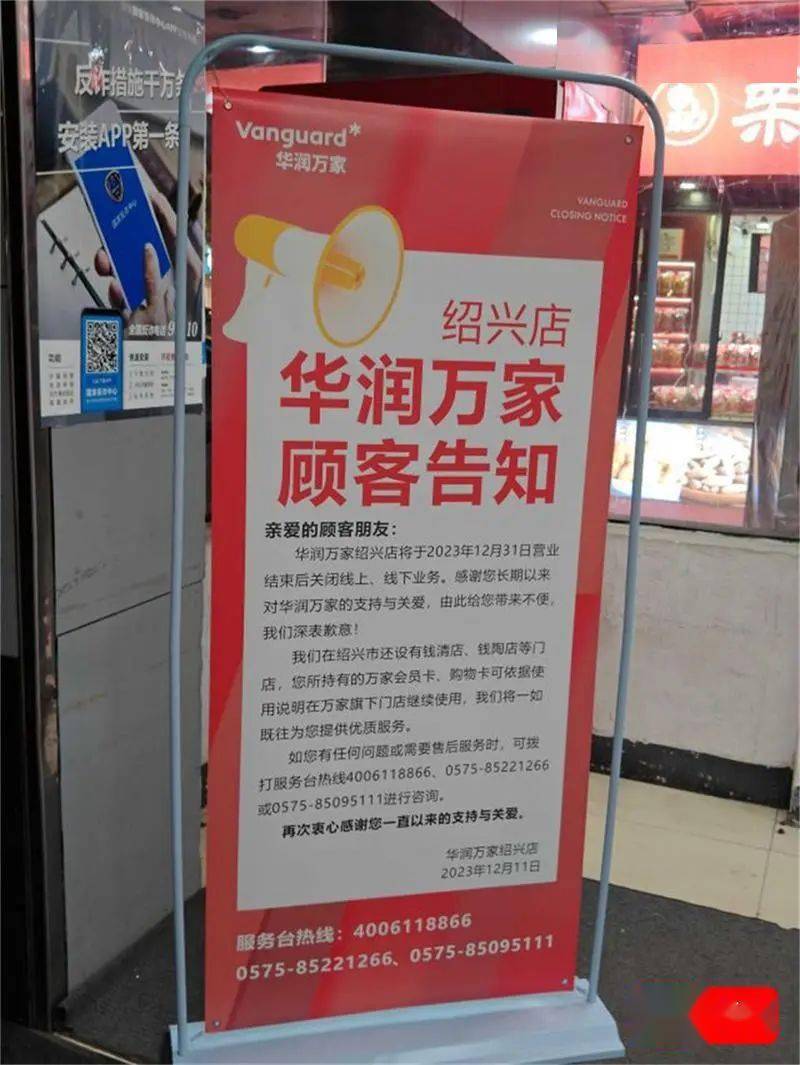 反诈措施千万条
安装APP第一条
国家反诈中心
功能
Vanguard*
华润万家
VANGUARD
CLOSING NOTICE
绍兴店
华润万家
顾客告知
亲爱的顾客朋友：
华润万家绍兴店将于2023年12月31日营业
结束后关闭线上、线下业务。感谢您长期以来
对华润万家的支持与关爱，由此给您带来不便，
我们深表歉意！
我们在绍兴市还设有钱清店、钱陶店等门
店，您所持有的万家会员卡、购物卡可依据使
用说明在万家旗下门店继续使用，我们将一如
既往为您提供优质服务。
如您有任何问题或需要售后服务时，可拨
打服务台热线4006118866、0575-85221266
或0575-85095111进行咨询。
再次衷心感谢您一直以来的支持与关爱。
华润万家绍兴店
2023年12月11日
服务台热线：4006118866
0575-85221266、0575-85095111